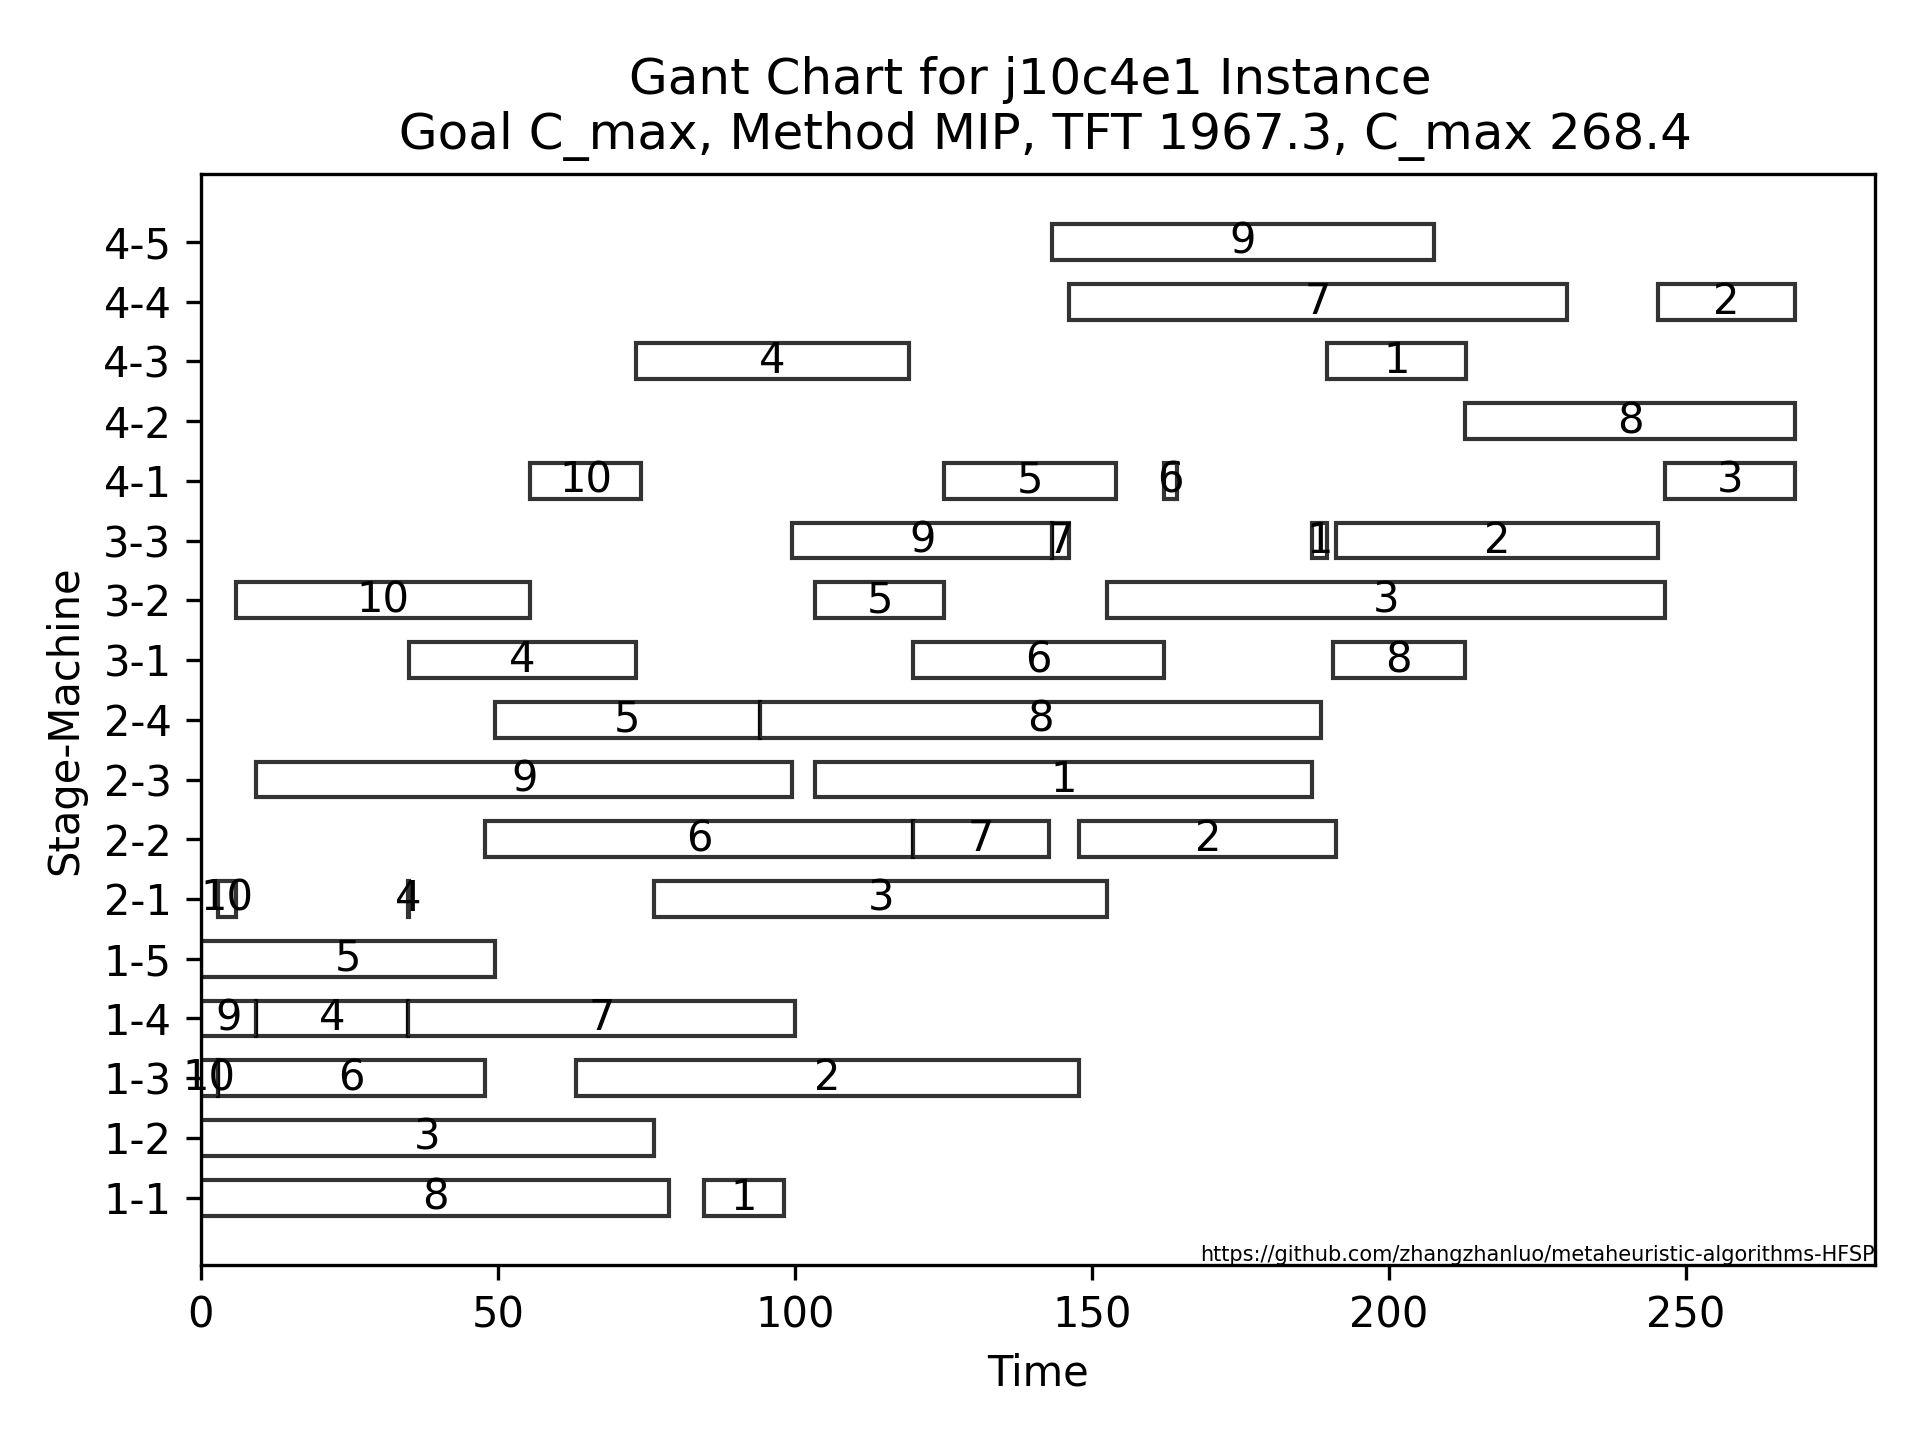 Gant Chart for j10c4e1 Instance
Goal C_max, Method MIP, TFT 1967.3, C_max 268.4
Stage-Machine
4-5 9
4-4 7 2
4-3 4 1
4-2 8
4-1 10 5 6 3
3-3 9 7 1 2
3-2 10 5 3
3-1 4 6 8
2-4 5 8
2-3 9 1
2-2 6 7 2
2-1 10 4 3
1-5 5
1-4 9 4 7
1-3 10 6 2
1-2 3
1-1 8 1
https://github.com/zhangzhanluo/metaheuristic-algorithms-HFSP
0 50 100 150 200 250
Time